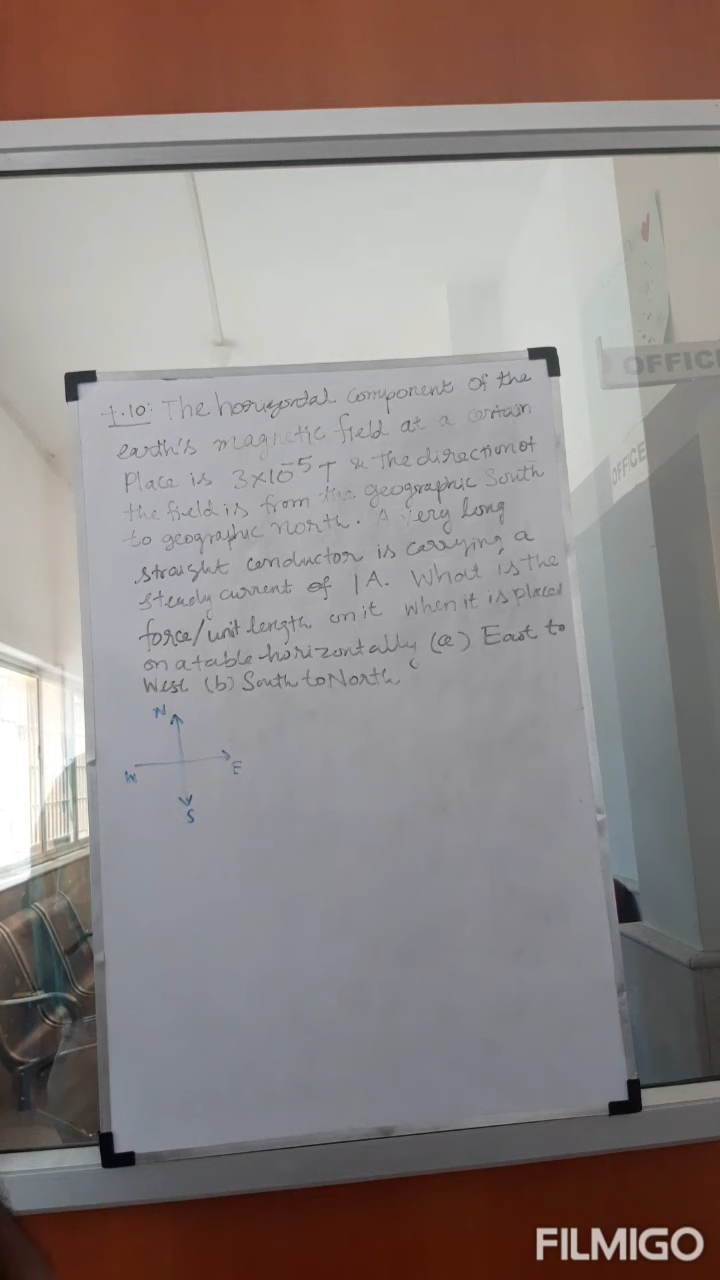 OFFIC
OFFICE
1.10: The horizontal component of the
earth's magnetic field at a certain
Place is 3×10⁻⁵ T & the direction of
the field is from the geographic South
to geographic north. A very long
straight conductor is carrying a
steady current of 1A. What is the
force/unit length on it when it is placed
on a table horizontally (a) East to
West (b) South to North
N
W E
S
FILMIGO